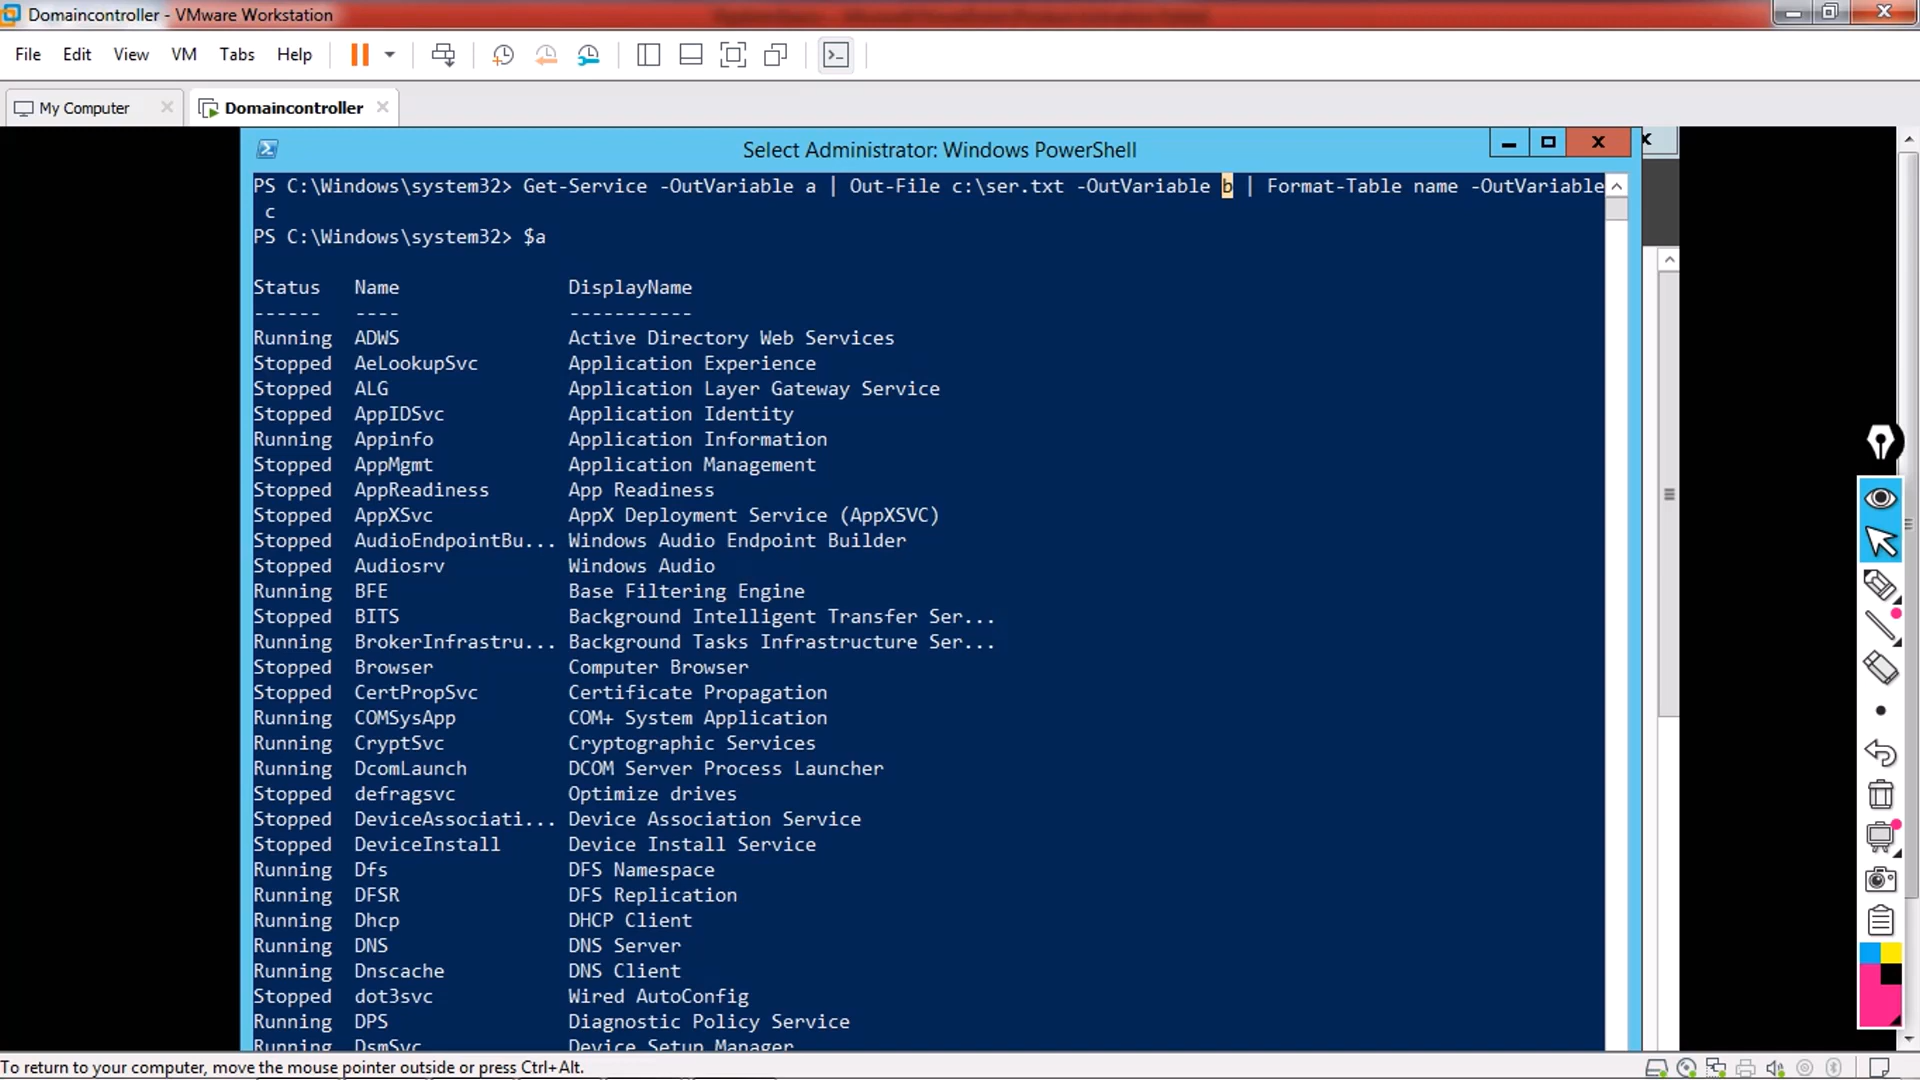 Domaincontroller - VMware Workstation
File Edit View VM Tabs Help
My Computer Domaincontroller
Select Administrator: Windows PowerShell
PS C:\Windows\system32> Get-Service -OutVariable a | Out-File c:\ser.txt -OutVariable b | Format-Table name -OutVariable
c
PS C:\Windows\system32> $a
Status Name DisplayName
------ ---- -----------
Running ADWS Active Directory Web Services
Stopped AeLookupSvc Application Experience
Stopped ALG Application Layer Gateway Service
Stopped AppIDSvc Application Identity
Running Appinfo Application Information
Stopped AppMgmt Application Management
Stopped AppReadiness App Readiness
Stopped AppXSvc AppX Deployment Service (AppXSVC)
Stopped AudioEndpointBu... Windows Audio Endpoint Builder
Stopped Audiosrv Windows Audio
Running BFE Base Filtering Engine
Stopped BITS Background Intelligent Transfer Ser...
Running BrokerInfrastru... Background Tasks Infrastructure Ser...
Stopped Browser Computer Browser
Stopped CertPropSvc Certificate Propagation
Running COMSysApp COM+ System Application
Running CryptSvc Cryptographic Services
Running DcomLaunch DCOM Server Process Launcher
Stopped defragsvc Optimize drives
Stopped DeviceAssociati... Device Association Service
Stopped DeviceInstall Device Install Service
Running Dfs DFS Namespace
Running DFSR DFS Replication
Running Dhcp DHCP Client
Running DNS DNS Server
Running Dnscache DNS Client
Stopped dot3svc Wired AutoConfig
Running DPS Diagnostic Policy Service
Running DsmSvc Device Setup Manager
To return to your computer, move the mouse pointer outside or press Ctrl+Alt.